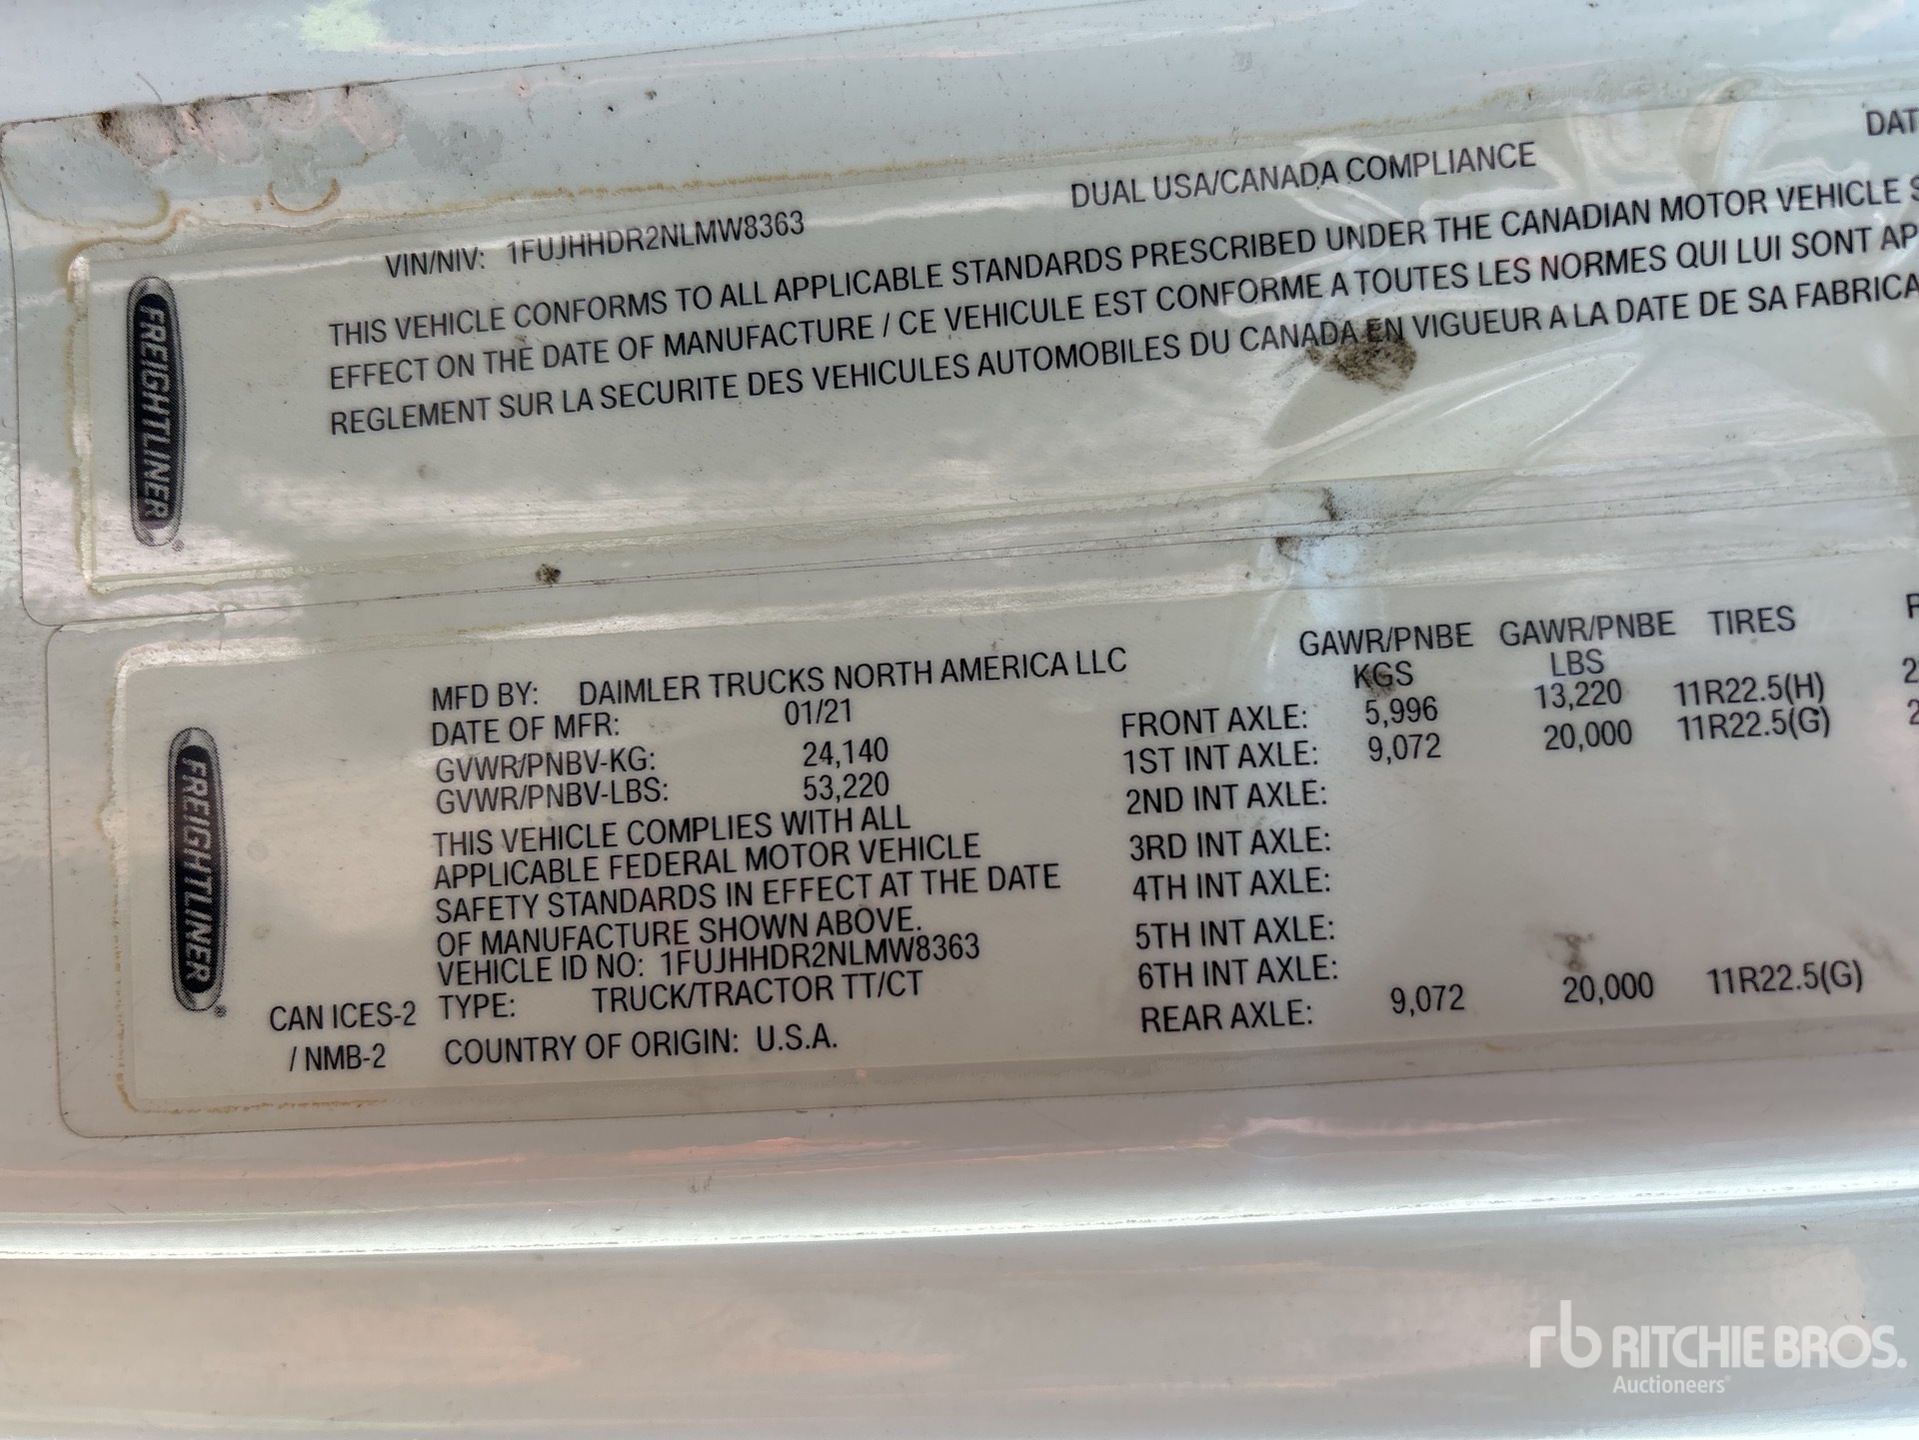 DAT
DUAL USA/CANADA COMPLIANCE
VIN/NIV: 1FUJHHDR2NLMW8363
THIS VEHICLE CONFORMS TO ALL APPLICABLE STANDARDS PRESCRIBED UNDER THE CANADIAN MOTOR VEHICLE S
EFFECT ON THE DATE OF MANUFACTURE / CE VEHICULE EST CONFORME A TOUTES LES NORMES QUI LUI SONT AP
REGLEMENT SUR LA SECURITE DES VEHICULES AUTOMOBILES DU CANADA EN VIGUEUR A LA DATE DE SA FABRICA
FREIGHTLINER®
MFD BY: DAIMLER TRUCKS NORTH AMERICA LLC
DATE OF MFR: 01/21
GVWR/PNBV-KG: 24,140
GVWR/PNBV-LBS: 53,220
THIS VEHICLE COMPLIES WITH ALL
APPLICABLE FEDERAL MOTOR VEHICLE
SAFETY STANDARDS IN EFFECT AT THE DATE
OF MANUFACTURE SHOWN ABOVE.
VEHICLE ID NO: 1FUJHHDR2NLMW8363
TYPE: TRUCK/TRACTOR TT/CT
COUNTRY OF ORIGIN: U.S.A.
FREIGHTLINER®
CAN ICES-2
/ NMB-2
GAWR/PNBE GAWR/PNBE TIRES
KGS LBS
FRONT AXLE: 5,996 13,220 11R22.5(H) 2
1ST INT AXLE: 9,072 20,000 11R22.5(G) 2
2ND INT AXLE:
3RD INT AXLE:
4TH INT AXLE:
5TH INT AXLE:
6TH INT AXLE:
REAR AXLE: 9,072 20,000 11R22.5(G)
rb RITCHIE BROS.
Auctioneers